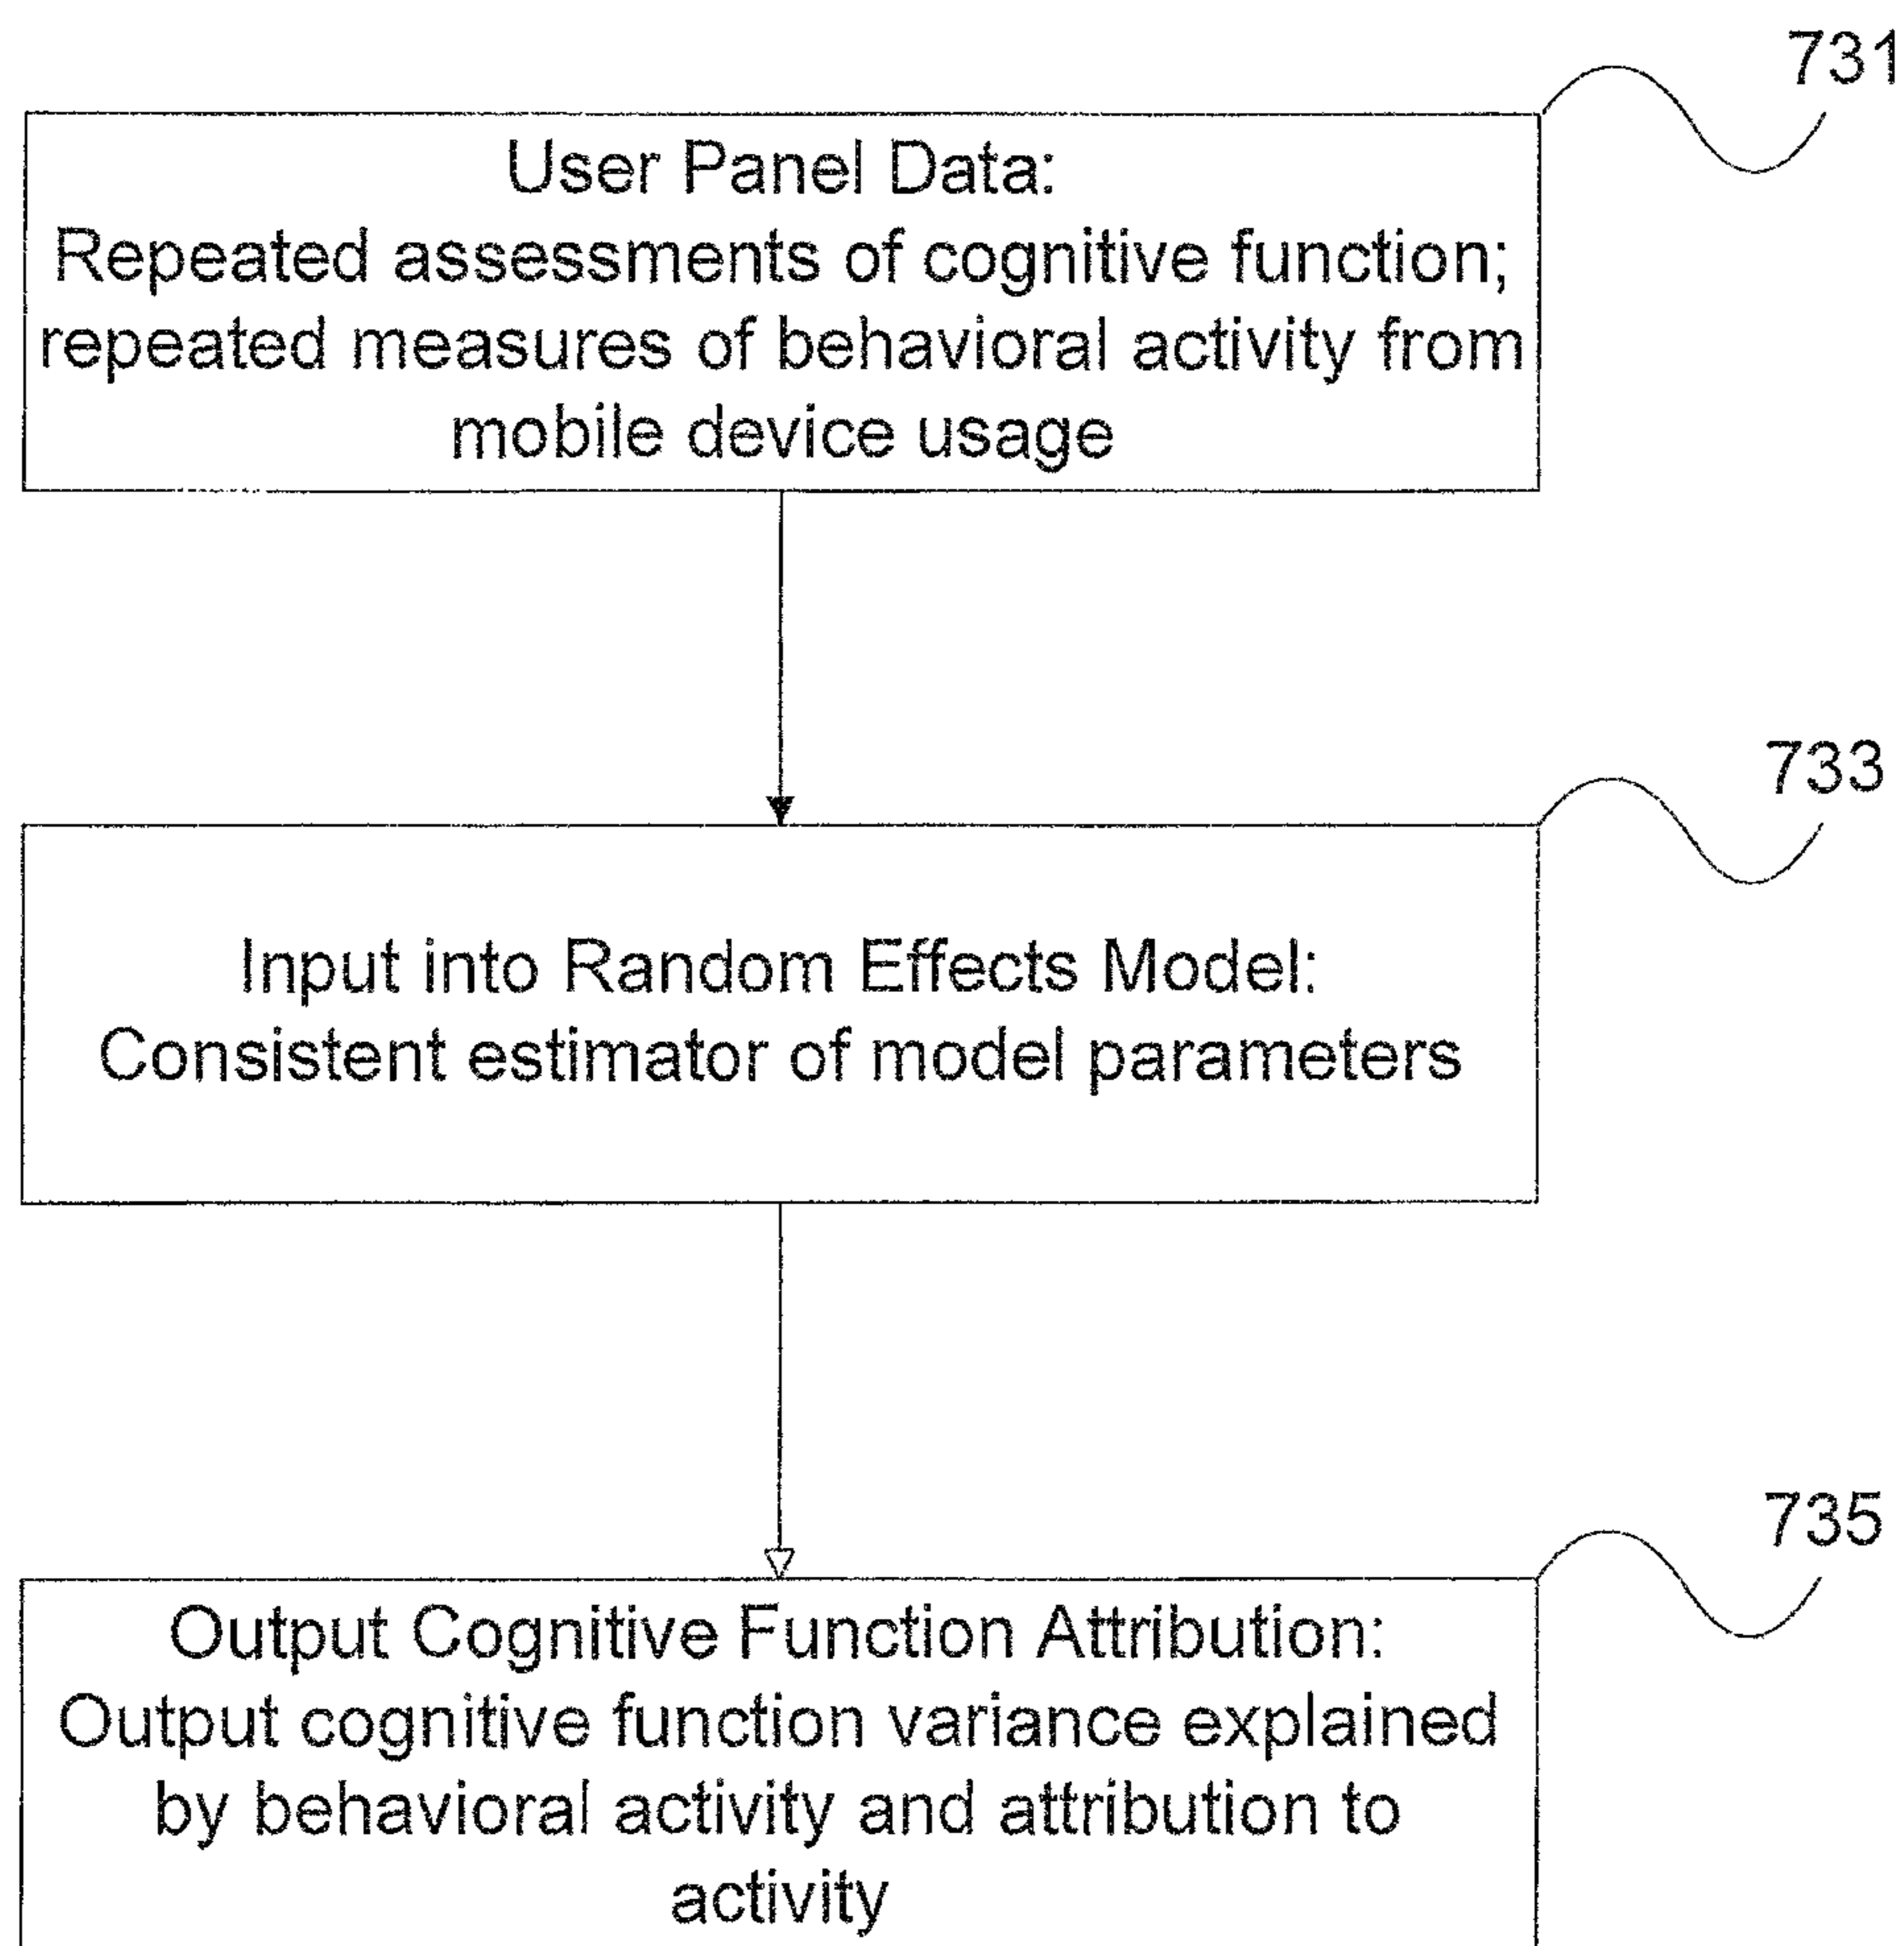 731
User Panel Data:
Repeated assessments of cognitive function;
repeated measures of behavioral activity from
mobile device usage
733
Input into Random Effects Model:
Consistent estimator of model parameters
735
Output Cognitive Function Attribution:
Output cognitive function variance explained
by behavioral activity and attribution to
activity